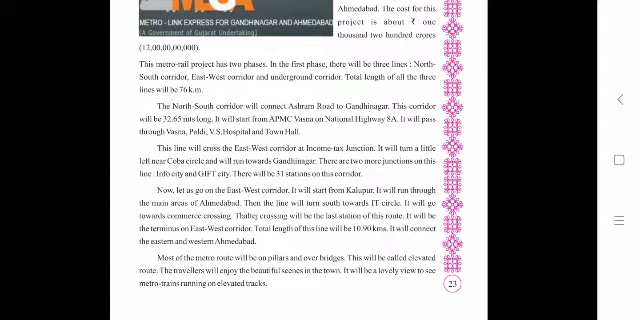 MEGA
METRO - LINK EXPRESS FOR GANDHINAGAR AND AHMEDABAD
(A Government of Gujarat Undertaking)
Ahmedabad. The cost for this
project is about ₹ one
thousand two hundred crores
(12,00,00,00,000).
This metro-rail project has two phases. In the first phase, there will be three lines : North-
South corridor, East-West corridor and underground corridor. Total length of all the three
lines will be 76 k.m.
The North-South corridor will connect Ashram Road to Gandhinagar. This corridor
will be 32.65 mts long. It will start from APMC Vasna on National Highway 8A. It will pass
through Vasna, Paldi, V.S. Hospital and Town Hall.
This line will cross the East-West corridor at Income-tax Junction. It will turn a little
left near Coba circle and will run towards Gandhinagar. There are two more junctions on this
line : Info city and GIFT city. There will be 31 stations on this corridor.
Now, let us go on the East-West corridor. It will start from Kalupur. It will run through
the main areas of Ahmedabad. Then the line will turn south towards IT circle. It will go
towards commerce crossing. Thaltej crossing will be the last station of this route. It will be
the terminus on East-West corridor. Total length of this line will be 10.90 kms. It will connect
the eastern and western Ahmedabad.
Most of the metro route will be on pillars and over bridges. This will be called elevated
route. The travellers will enjoy the beautiful scenes in the town. It will be a lovely view to see
metro-trains running on elevated tracks.
23